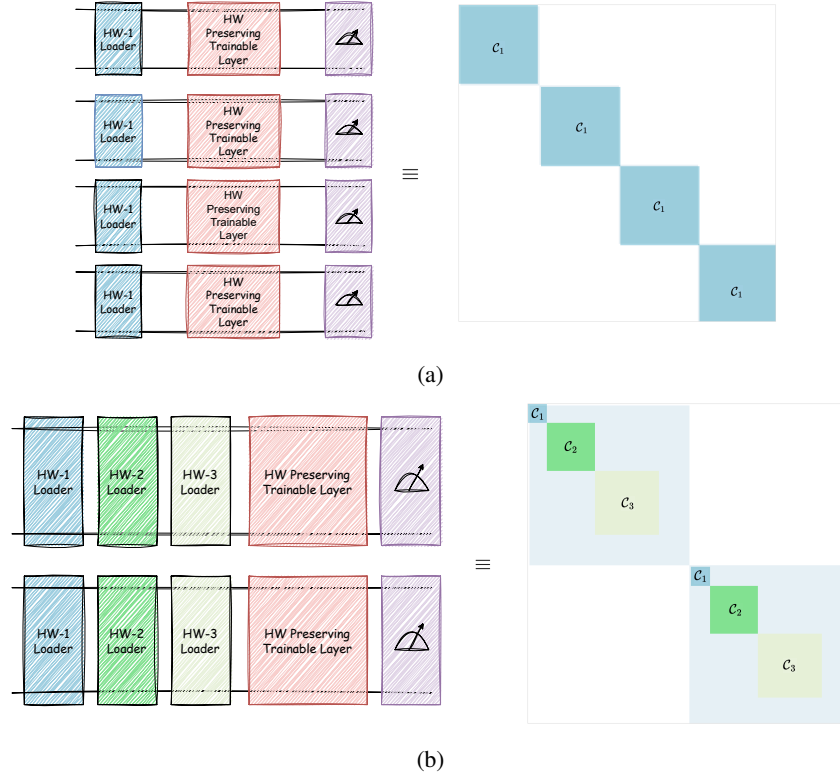 HW-1
Loader
HW
Preserving
Trainable
Layer
HW-1
Loader
HW
Preserving
Trainable
Layer
HW-1
Loader
HW
Preserving
Trainable
Layer
HW-1
Loader
HW
Preserving
Trainable
Layer
≡
C₁
C₁
C₁
C₁
(a)
HW-1
Loader
HW-2
Loader
HW-3
Loader
HW Preserving
Trainable Layer
HW-1
Loader
HW-2
Loader
HW-3
Loader
HW Preserving
Trainable Layer
≡
C₁
C₂
C₃
C₁
C₂
C₃
(b)